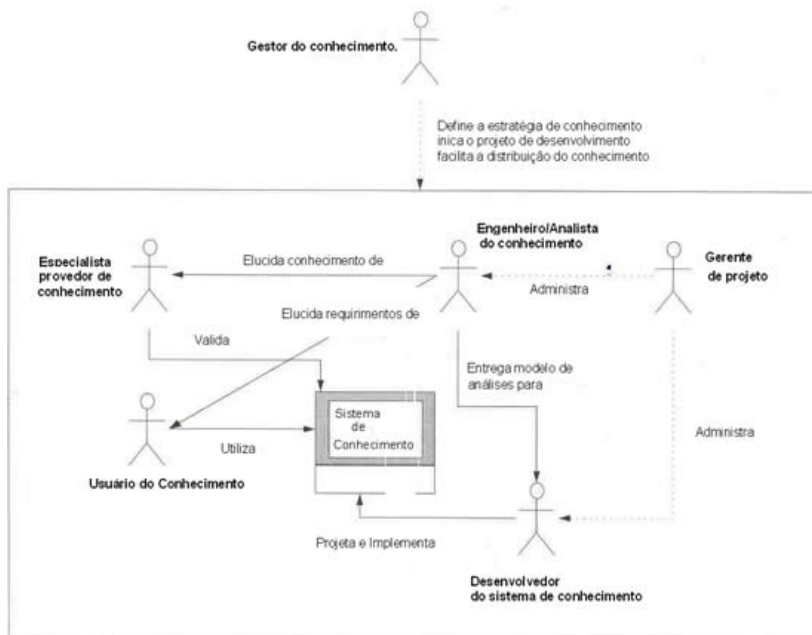 Gestor do conhecimento.
Define a estratégia de conhecimento
inica o projeto de desenvolvimento
facilita a distribuição do conhecimento
Engenheiro/Analista
do conhecimento
Especialista
provedor de
conhecimento
Elucida conhecimento de
Gerente
de projeto
Administra
Elucida requirimentos de
Valida
Entrega modelo de
análises para
Sistema
de
Conhecimento
Utiliza
Administra
Usuário do Conhecimento
Projeta e Implementa
Desenvolvedor
do sistema de conhecimento